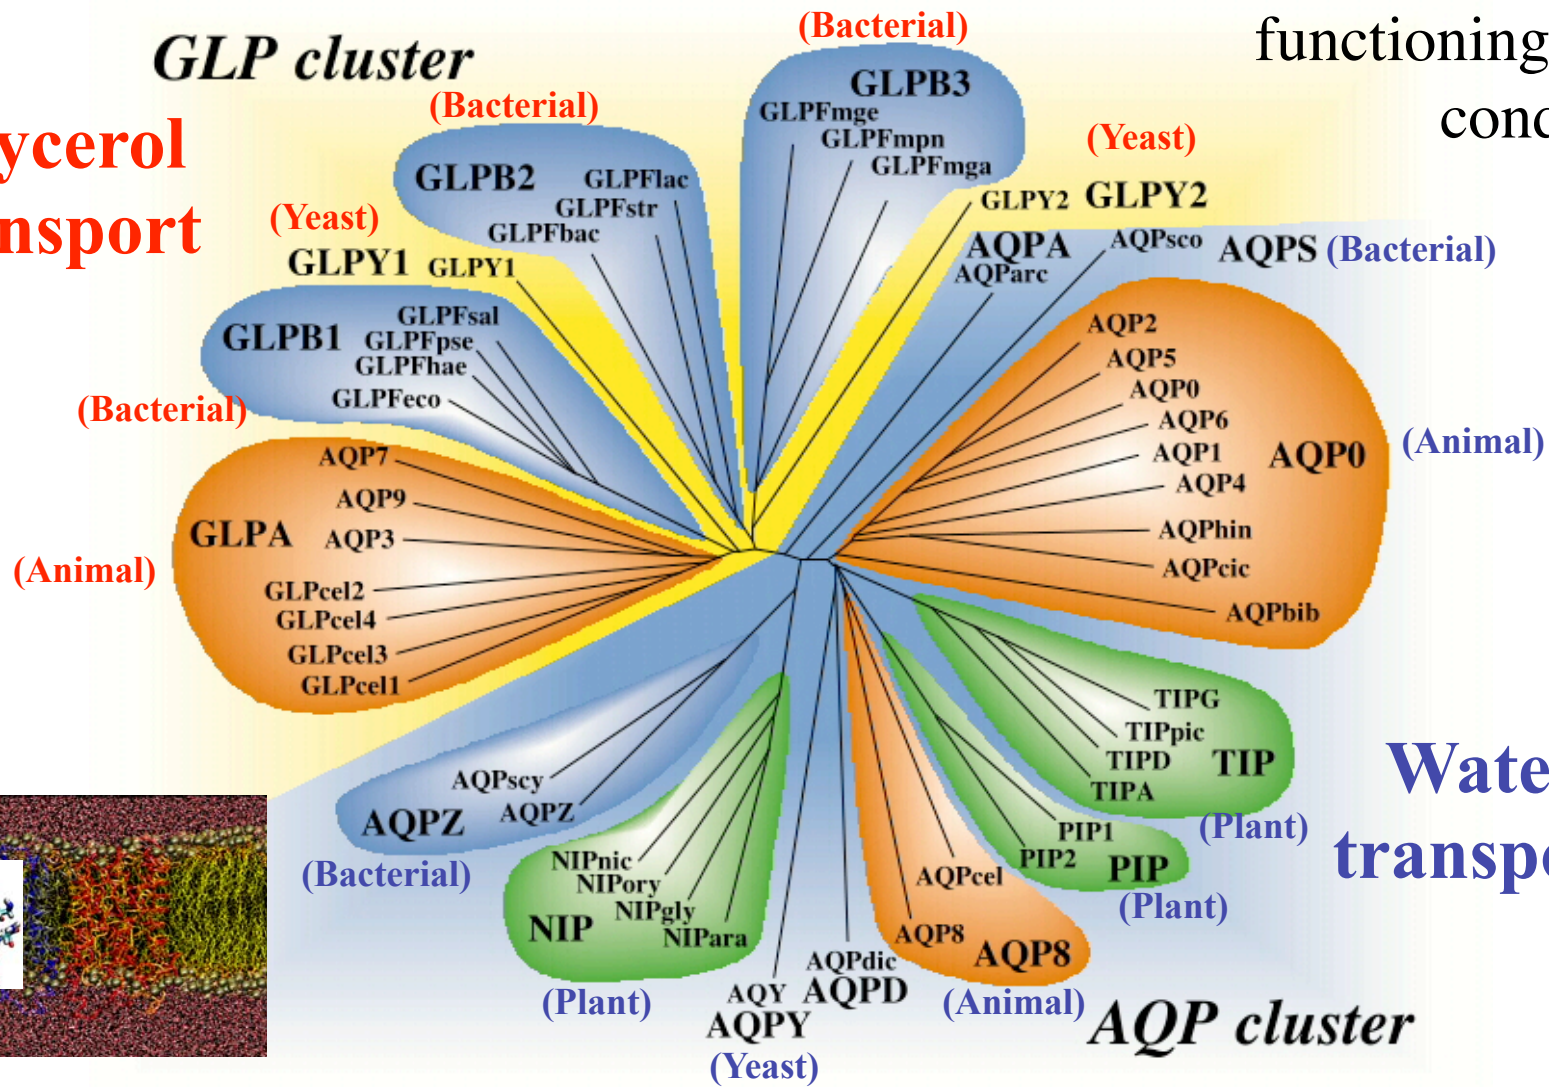 (Bacterial)
functioning
GLP cluster
GLPB3
(Bacterial)
GLPFmge
ycerol
cond
GLPFmpn
(Yeast)
GLPFmga
GLPB2
GLPFlac
GLPY2 GLPY2
nsport
(Yeast)
GLPFstr
GLPFbac
AQPA
AQPsco
AQPS (Bacterial)
GLPY1 GLPY1
AQParc
GLPFsal
AQP2
GLPB1
GLPFpse
AQP5
GLPFhae
AQP0
GLPFeco
(Bacterial)
AQP6
AQP1
AQP0
(Animal)
AQP7
AQP4
AQP9
GLPA
AQP3
AQPhin
(Animal)
AQPcic
GLPcel2
AQPbib
GLPcel4
GLPcel3
GLPcel1
TIPG
TIPpic
TIPD
TIP
Wate
AQPscy
TIPA
AQPZ
AQPZ
PIP1
(Plant)
NIPnic
PIP2
PIP
transpo
(Bacterial)
NIPory
AQPcel
NIPgly
(Plant)
NIP
NIPara
AQP8
AQP8
AQPdic
AQY
AQPD
(Plant)
(Animal)
AQP cluster
AQPY
(Yeast)